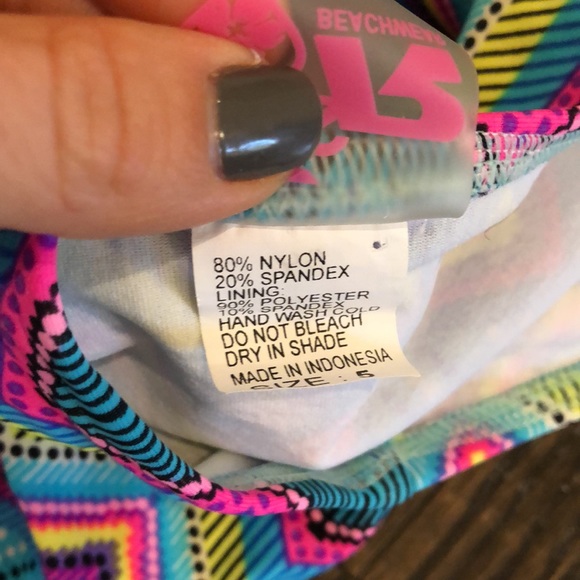 BEACHWEAR
80% NYLON
20% SPANDEX
LINING:
90% POLYESTER
10% SPANDEX
HAND WASH COLD
DO NOT BLEACH
DRY IN SHADE
MADE IN INDONESIA
SIZE : 5